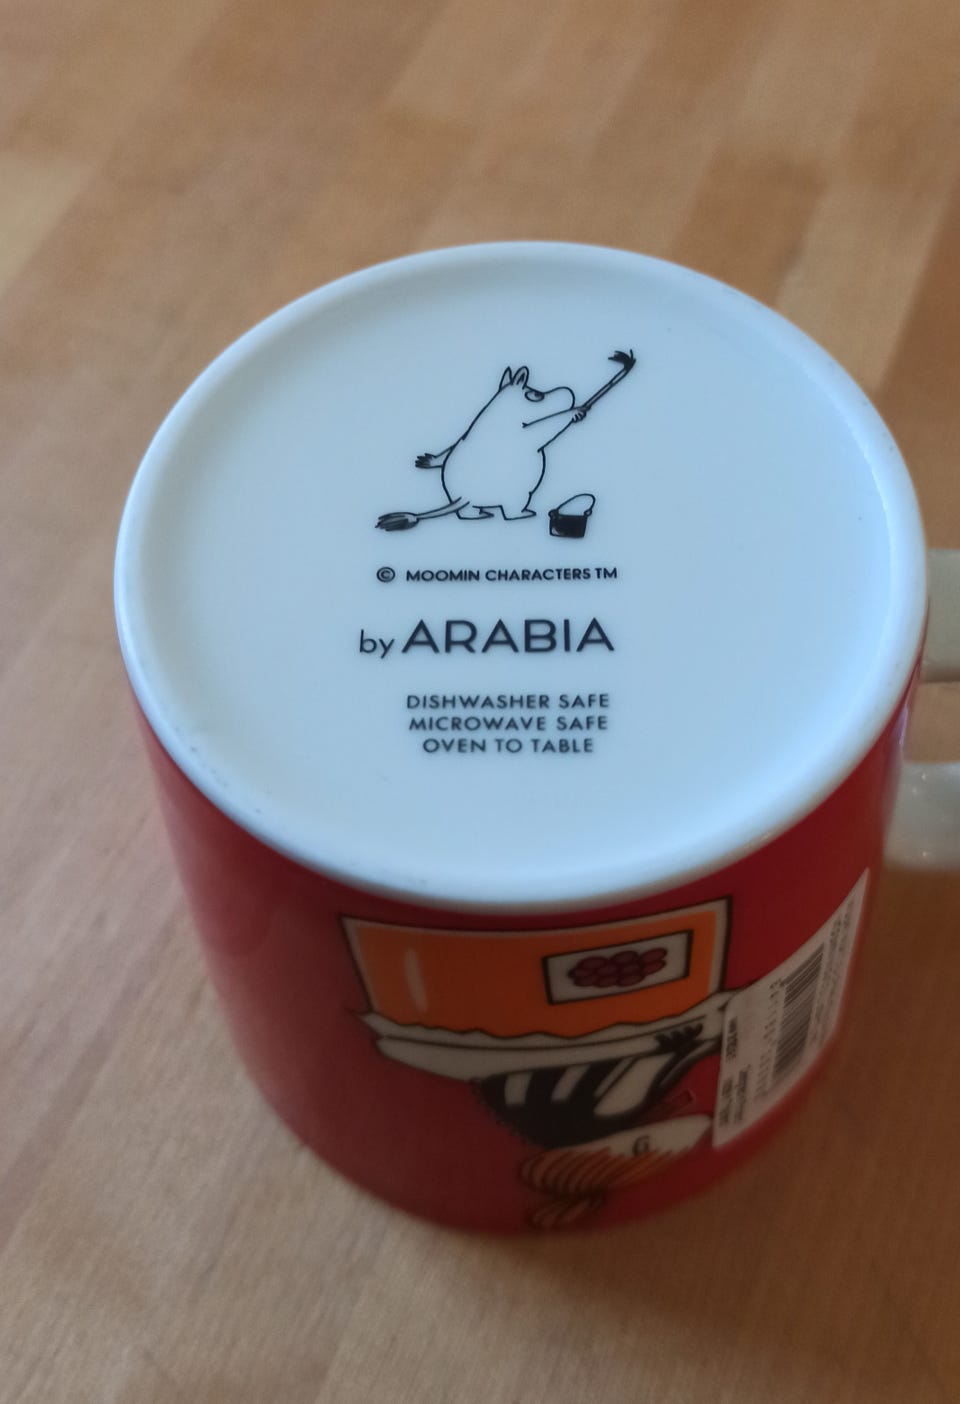 © MOOMIN CHARACTERS TM
by ARABIA
DISHWASHER SAFE
MICROWAVE SAFE
OVEN TO TABLE